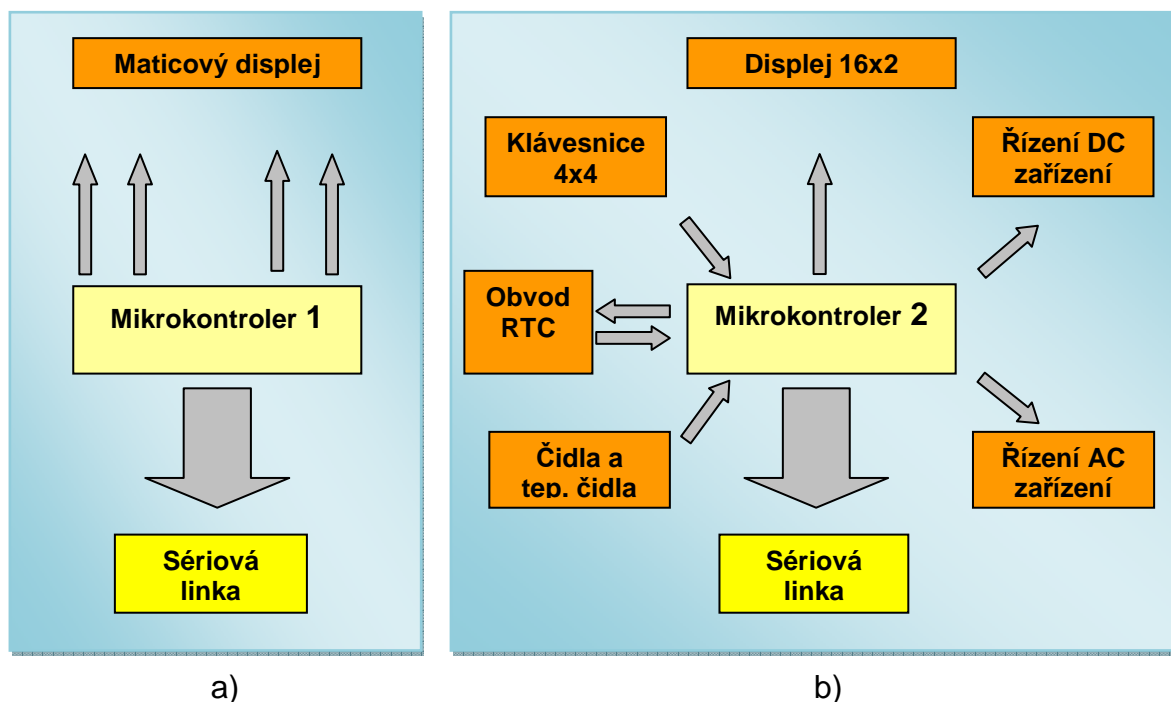 Maticový displej
Mikrokontroler 1
Sériová
linka
a)
Displej 16x2
Klávesnice
4x4
Řízení DC
zařízení
Obvod
RTC
Mikrokontroler 2
Čidla a
tep. čidla
Řízení AC
zařízení
Sériová
linka
b)